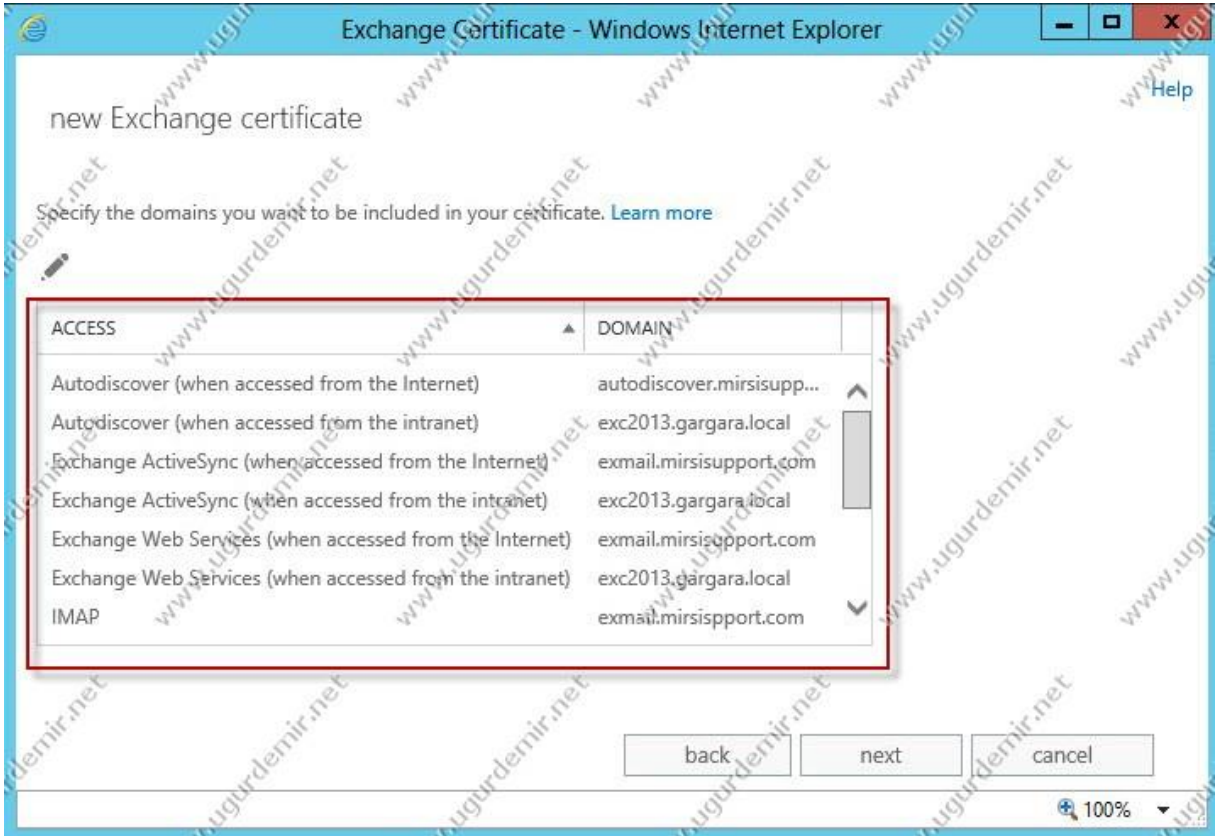 Exchange Certificate - Windows Internet Explorer
Help
new Exchange certificate
Specify the domains you want to be included in your certificate. Learn more
ACCESS DOMAIN
Autodiscover (when accessed from the Internet) autodiscover.mirsisupp...
Autodiscover (when accessed from the intranet) exc2013.gargara.local
Exchange ActiveSync (when accessed from the Internet) exmail.mirsisupport.com
Exchange ActiveSync (when accessed from the intranet) exc2013.gargara.local
Exchange Web Services (when accessed from the Internet) exmail.mirsisupport.com
Exchange Web Services (when accessed from the intranet) exc2013.gargara.local
IMAP exmail.mirsispport.com
back next cancel
100%
www.ugurdemir.net